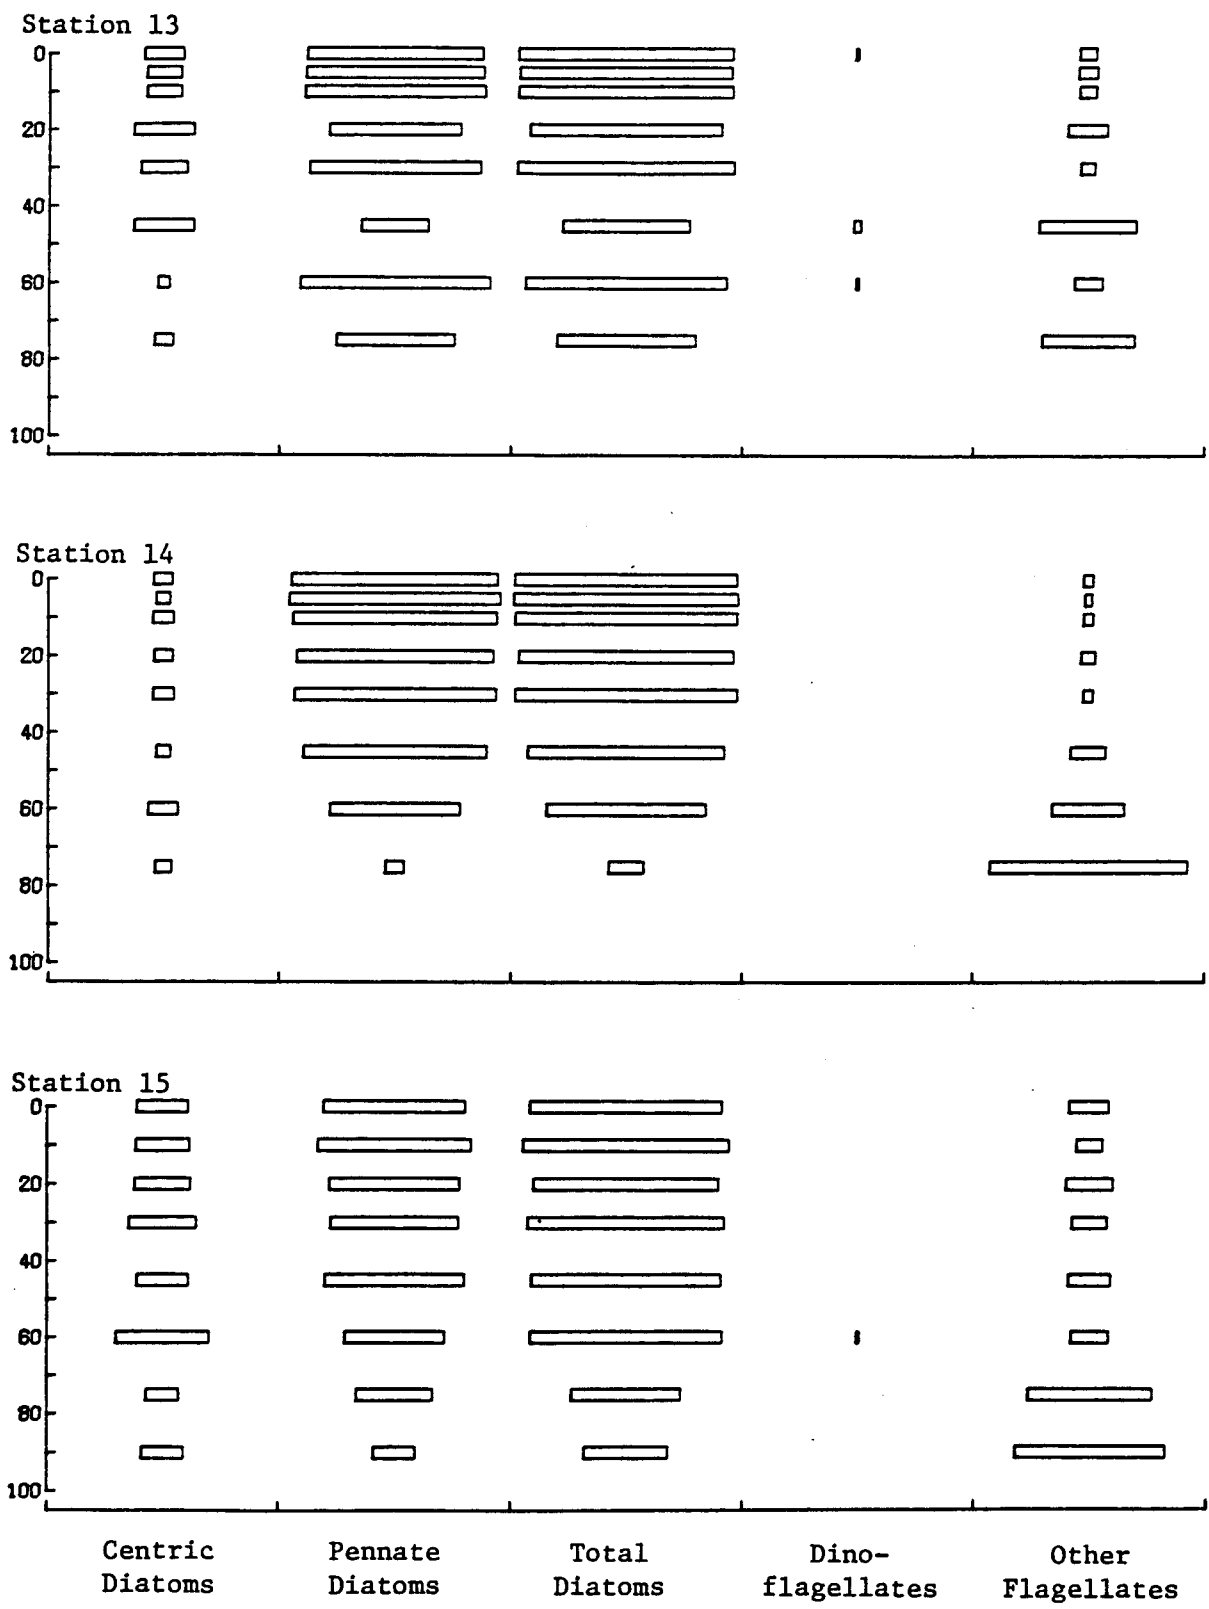 Station 13
0
20
40
60
80
100
Station 14
0
20
40
60
80
100
Station 15
0
20
40
60
80
100
Centric Diatoms
Pennate Diatoms
Total Diatoms
Dino-flagellates
Other Flagellates